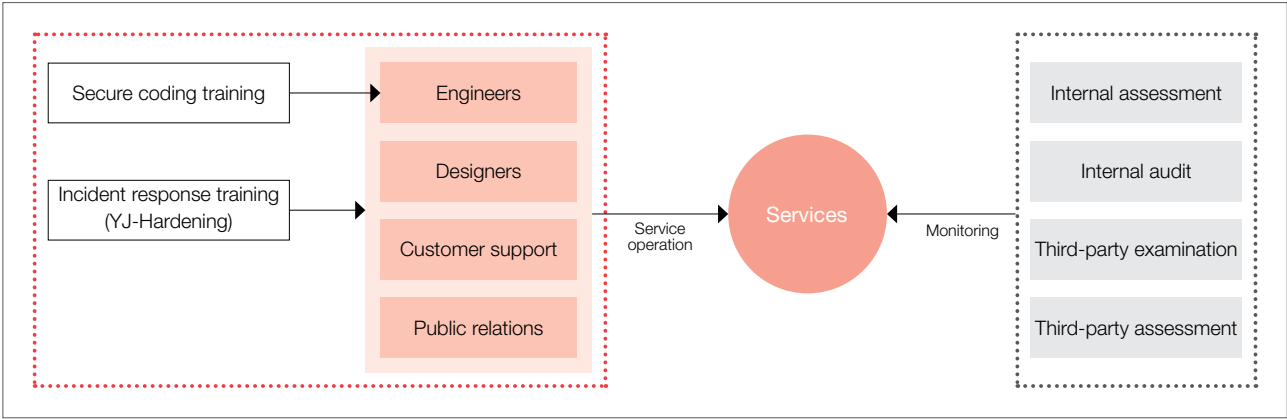 Secure coding training
Incident response training
(YJ-Hardening)
Engineers
Designers
Customer support
Public relations
Service
operation
Services
Monitoring
Internal assessment
Internal audit
Third-party examination
Third-party assessment